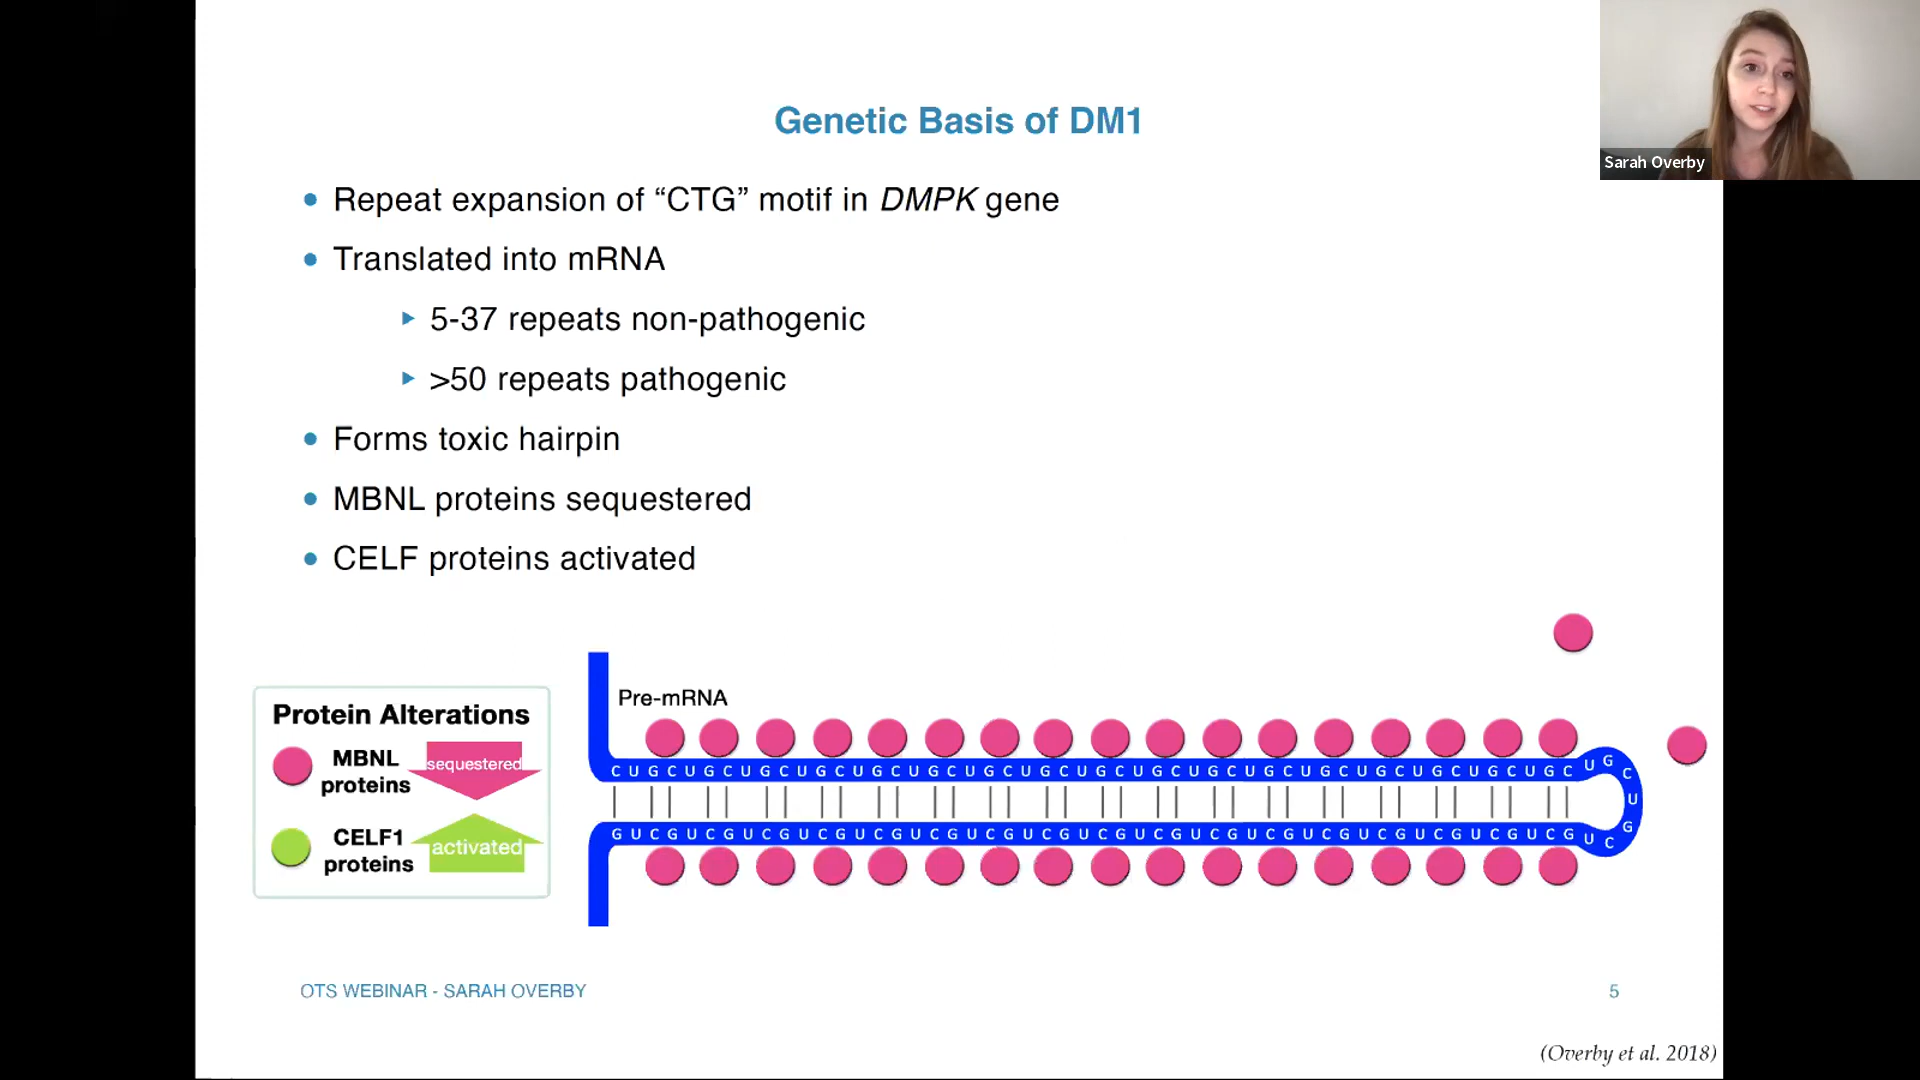 Genetic Basis of DM1
Sarah Overby
Repeat expansion of “CTG” motif in DMPK gene
Translated into mRNA
5-37 repeats non-pathogenic
>50 repeats pathogenic
Forms toxic hairpin
MBNL proteins sequestered
CELF proteins activated
Protein Alterations
MBNL
proteins
sequestered
CELF1
proteins
activated
Pre-mRNA
C U G C U G C U G C U G C U G C U G C U G C U G C U G C U G C U G C U G C U G C U G C U G C U G C U G C U G C U G C U
G U C G U C G U C G U C G U C G U C G U C G U C G U C G U C G U C G U C G U C G U C G U C G U C G U C G U C G
OTS WEBINAR - SARAH OVERBY
5
(Overby et al. 2018)